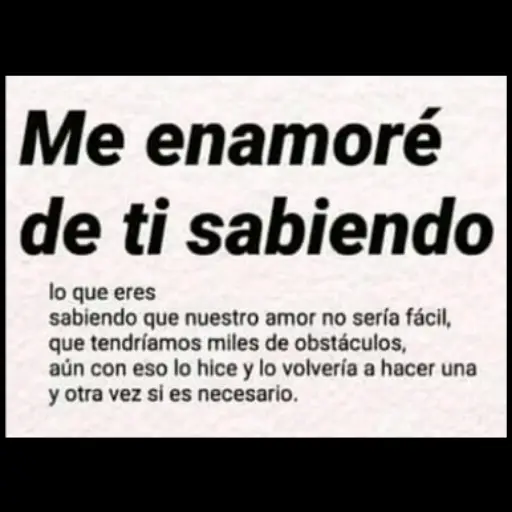 Me enamoré
de ti sabiendo
lo que eres
sabiendo que nuestro amor no sería fácil,
que tendríamos miles de obstáculos,
aún con eso lo hice y lo volvería a hacer una
y otra vez si es necesario.